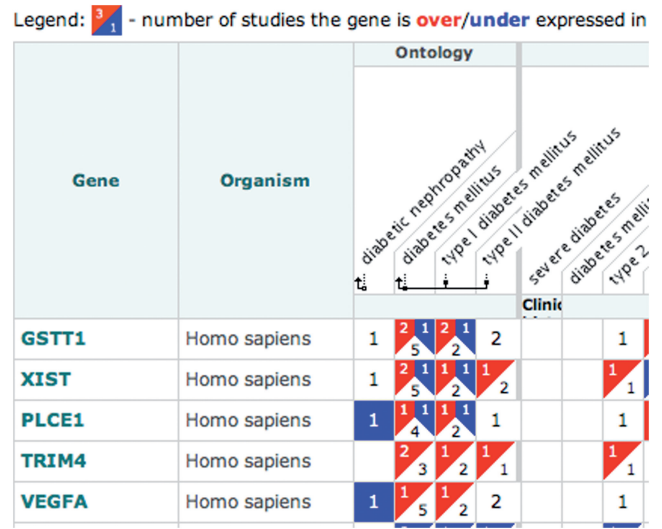 Legend: 3 1 - number of studies the gene is over/under expressed in
Ontology
Gene Organism diabetic nephropathy diabetes mellitus type I diabetes mellitus type II diabetes mellitus severe diabetes diabetes type 2
GSTT1 Homo sapiens 1 2 1 5 2 1 2 2 1
XIST Homo sapiens 1 2 1 5 1 1 2 1 2 1 1
PLCE1 Homo sapiens 1 1 1 4 1 1 2 1 1
TRIM4 Homo sapiens 2 3 1 2 1 1 1 1
VEGFA Homo sapiens 1 1 5 1 2 2 1